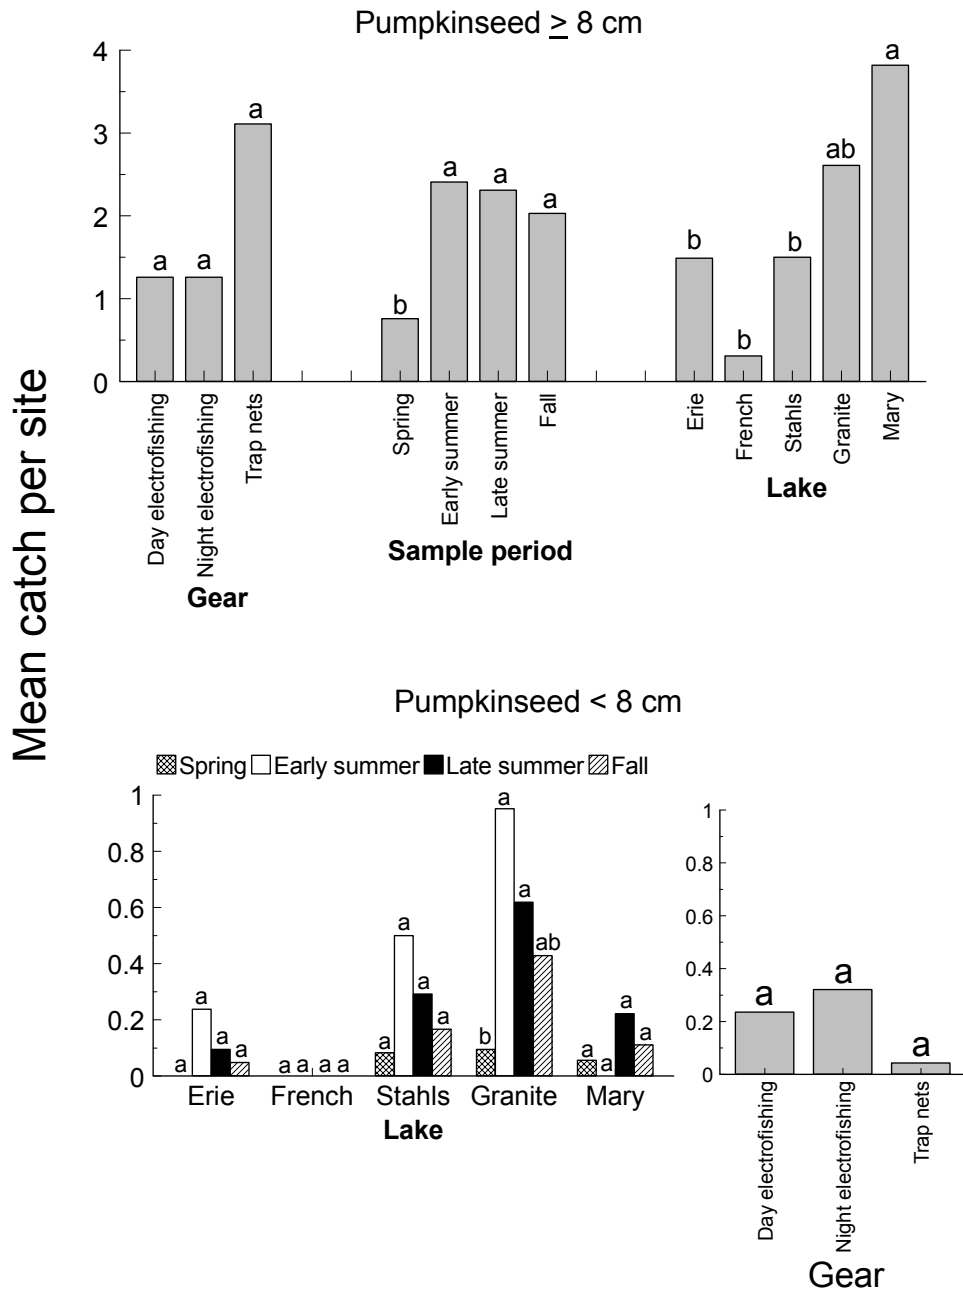 Pumpkinseed ≥ 8 cm
Mean catch per site
4
3
2
1
0
a
a
a
b
a
a
a
b
b
b
ab
a
Day electrofishing
Night electrofishing
Trap nets
Gear
Spring
Early summer
Late summer
Fall
Sample period
Erie
French
Stahls
Granite
Mary
Lake
Pumpkinseed < 8 cm
Spring Early summer Late summer Fall
1
0.8
0.6
0.4
0.2
0
a a a a
a a a a
a a a a
b a a ab
a a a a
Erie French Stahls Granite Mary
Lake
1
0.8
0.6
0.4
0.2
0
a
a
a
Day electrofishing
Night electrofishing
Trap nets
Gear